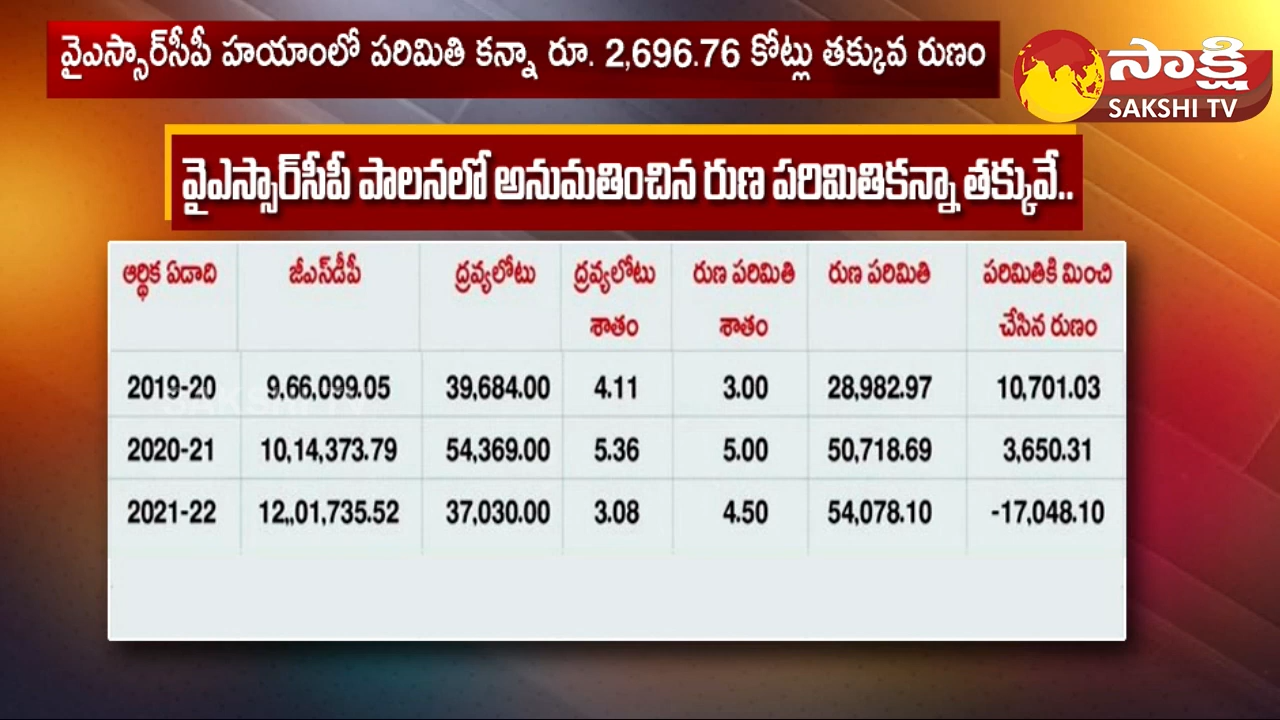 వైఎస్సార్‌సీపీ హయాంలో పరిమితి కన్నా రూ. 2,696.76 కోట్లు తక్కువ రుణం
సాక్షి
SAKSHI TV
వైఎస్సార్‌సీపీ పాలనలో అనుమతించిన రుణ పరిమితికన్నా తక్కువే..
ఆర్థిక ఏడాది జీఎస్‌డీపీ ద్రవ్యలోటు ద్రవ్యలోటు శాతం రుణ పరిమితి శాతం రుణ పరిమితి పరిమితికి మించి చేసిన రుణం
2019-20 9,66,099.05 39,684.00 4.11 3.00 28,982.97 10,701.03
2020-21 10,14,373.79 54,369.00 5.36 5.00 50,718.69 3,650.31
2021-22 12,,01,735.52 37,030.00 3.08 4.50 54,078.10 -17,048.10
SAKSHI TV